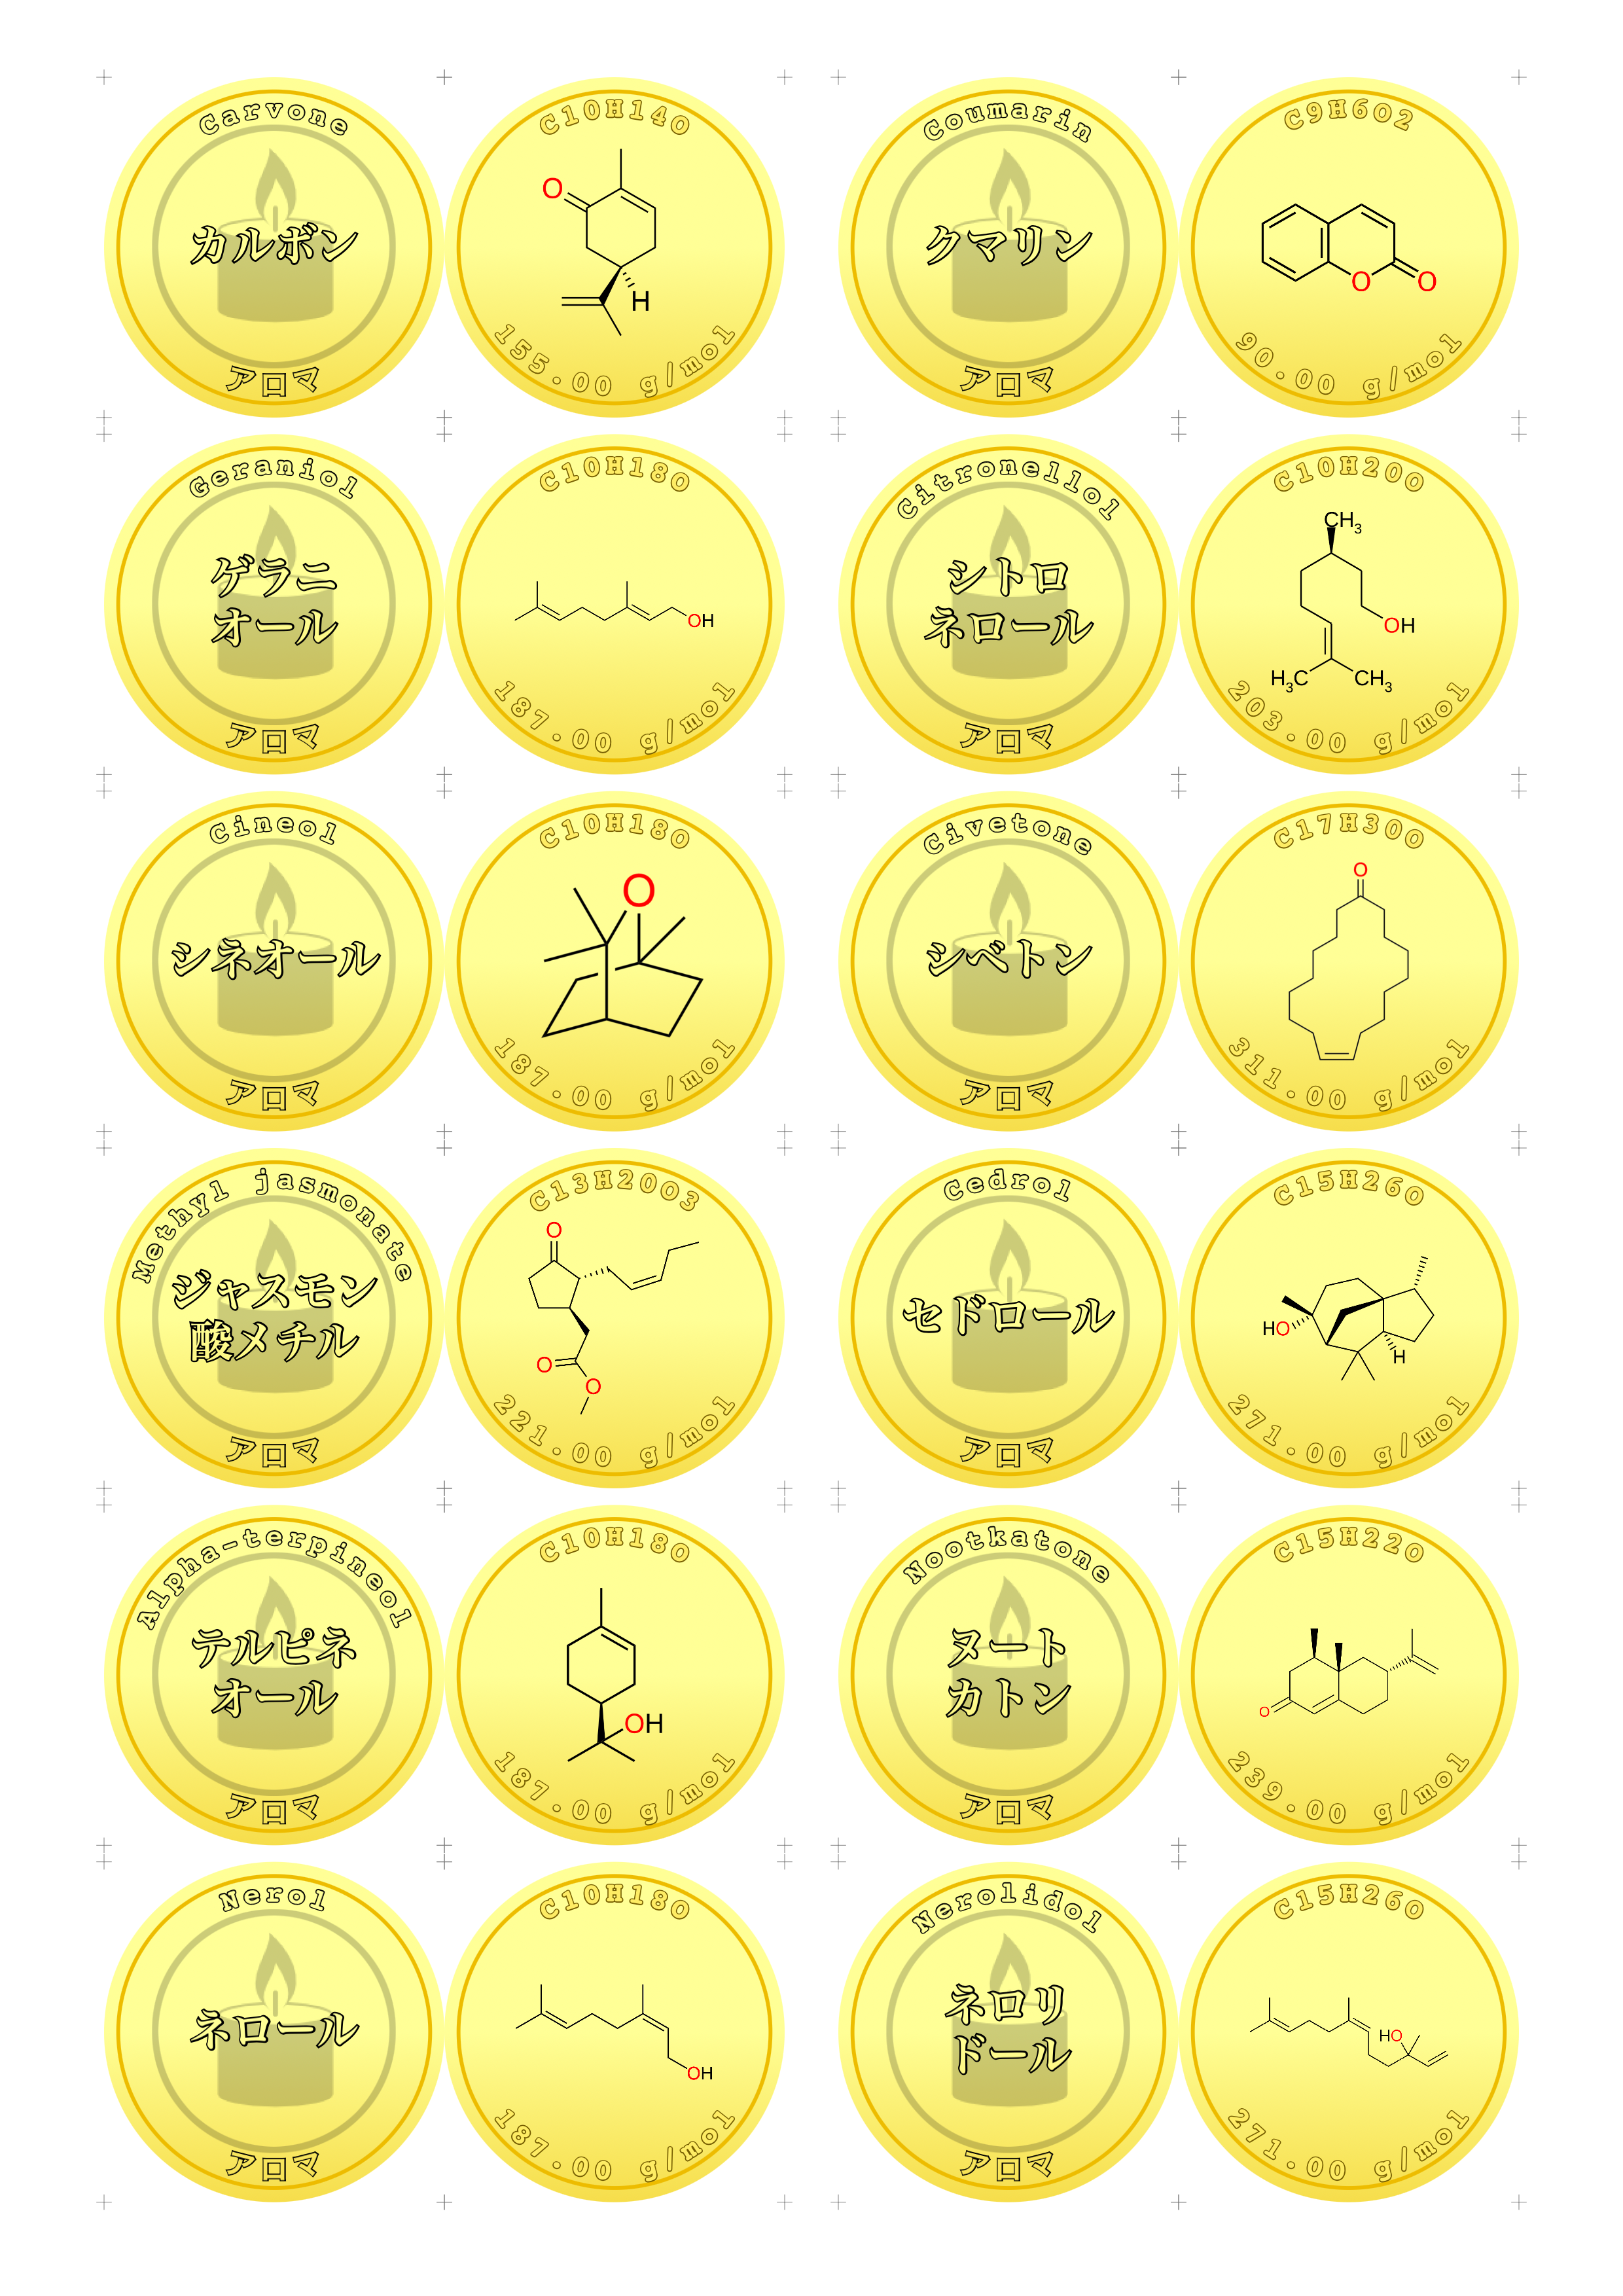 Carvone
カルボン
アロマ
C10H14O
O
H
155.00 g/mol
Coumarin
クマリン
アロマ
C9H6O2
O
O
90.00 g/mol
Geraniol
ゲラニ
オール
アロマ
C10H18O
OH
187.00 g/mol
Citronellol
シトロ
ネロール
アロマ
C10H20O
CH3
OH
H3C CH3
203.00 g/mol
Cineol
シネオール
アロマ
C10H18O
O
187.00 g/mol
Civetone
シベトン
アロマ
C17H30O
O
311.00 g/mol
Methyl jasmonate
ジャスモン
酸メチル
アロマ
C13H20O3
O
O
O
221.00 g/mol
Cedrol
セドロール
アロマ
C15H26O
HO
H
271.00 g/mol
Alpha-terpineol
テルピネ
オール
アロマ
C10H18O
OH
187.00 g/mol
Nootkatone
ヌート
カトン
アロマ
C15H22O
O
239.00 g/mol
Nerol
ネロール
アロマ
C10H18O
OH
187.00 g/mol
Nerolidol
ネロリ
ドール
アロマ
C15H26O
HO
271.00 g/mol